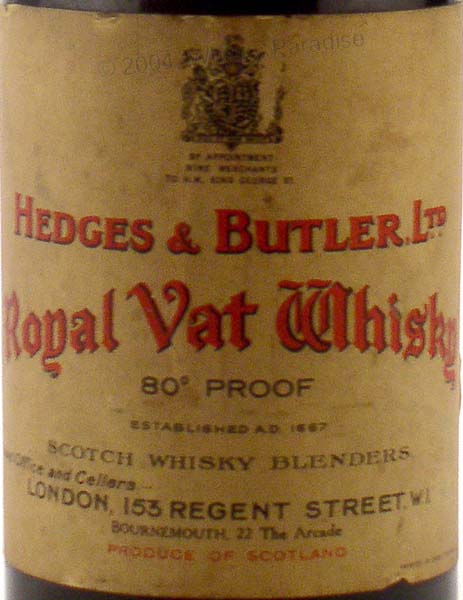 © 2004 Paradise
BY APPOINTMENT
WINE MERCHANTS
TO H.M. KING GEORGE VI.
HEDGES & BUTLER, LTD
Royal Vat Whisky
80° PROOF
ESTABLISHED A.D. 1667
SCOTCH WHISKY BLENDERS
Office and Cellars
LONDON, 153 REGENT STREET, W.1
BOURNEMOUTH, 22 The Arcade
PRODUCE OF SCOTLAND